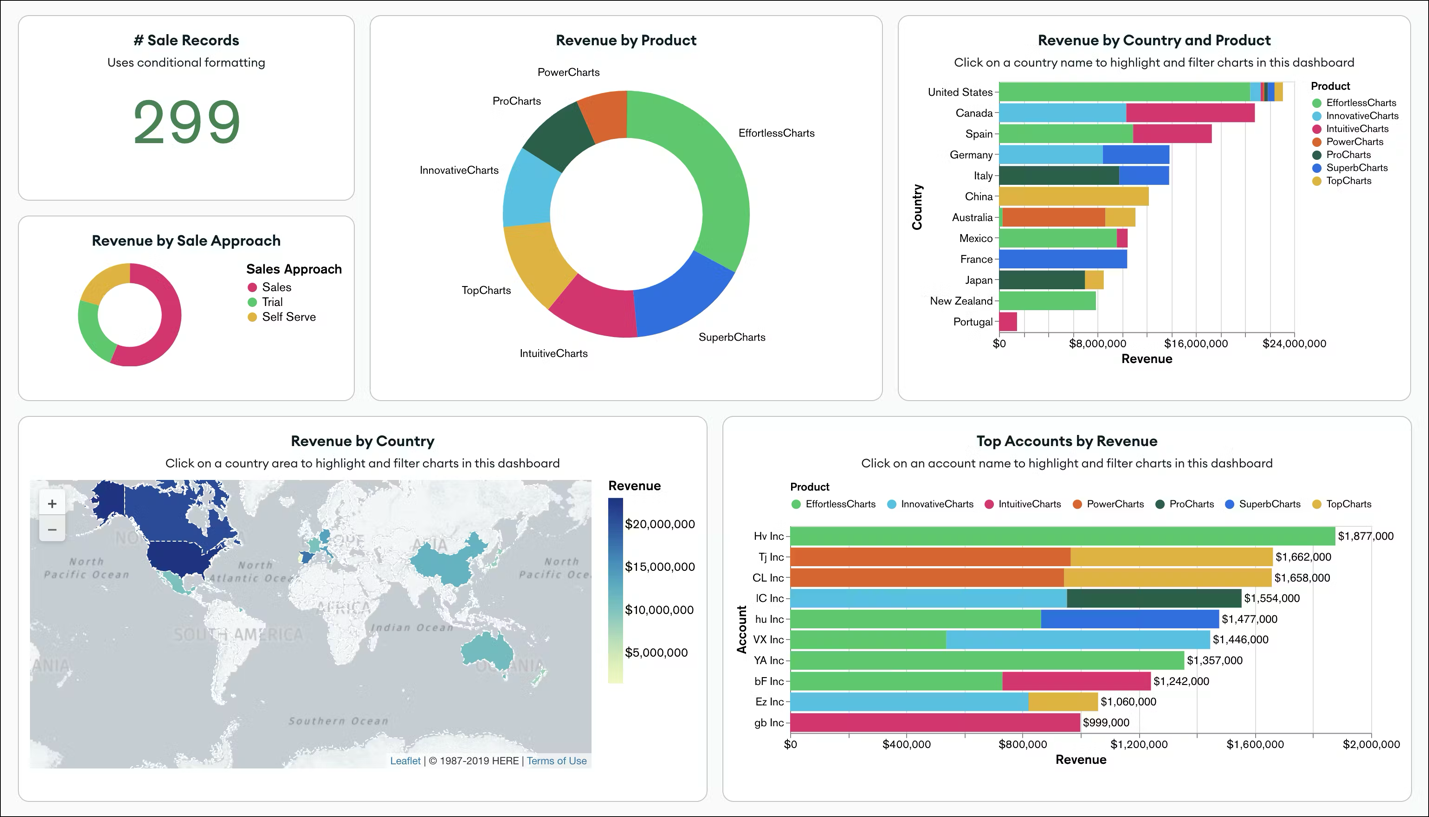 # Sale Records
Uses conditional formatting
299
Revenue by Sale Approach
Sales Approach
Sales
Trial
Self Serve
Revenue by Product
PowerCharts
ProCharts
EffortlessCharts
InnovativeCharts
TopCharts
SuperbCharts
IntuitiveCharts
Revenue by Country and Product
Click on a country name to highlight and filter charts in this dashboard
Country
United States
Canada
Spain
Germany
Italy
China
Australia
Mexico
France
Japan
New Zealand
Portugal
$0 $8,000,000 $16,000,000 $24,000,000
Revenue
Product
EffortlessCharts
InnovativeCharts
IntuitiveCharts
PowerCharts
ProCharts
SuperbCharts
TopCharts
Revenue by Country
Click on a country area to highlight and filter charts in this dashboard
+
−
ASIA
North
Pacific Ocean
North
Atlantic Ocean
North
Pacific Oce
AFRICA
Indian Ocean
SOUTH AMERICA
ANIA
Southern Ocean
Leaflet | © 1987-2019 HERE | Terms of Use
Revenue
$20,000,000
$15,000,000
$10,000,000
$5,000,000
Top Accounts by Revenue
Click on an account name to highlight and filter charts in this dashboard
Product
EffortlessCharts InnovativeCharts IntuitiveCharts PowerCharts ProCharts SuperbCharts TopCharts
Account
Hv Inc $1,877,000
Tj Inc $1,662,000
CL Inc $1,658,000
IC Inc $1,554,000
hu Inc $1,477,000
VX Inc $1,446,000
YA Inc $1,357,000
bF Inc $1,242,000
Ez Inc $1,060,000
gb Inc $999,000
$0 $400,000 $800,000 $1,200,000 $1,600,000 $2,000,000
Revenue